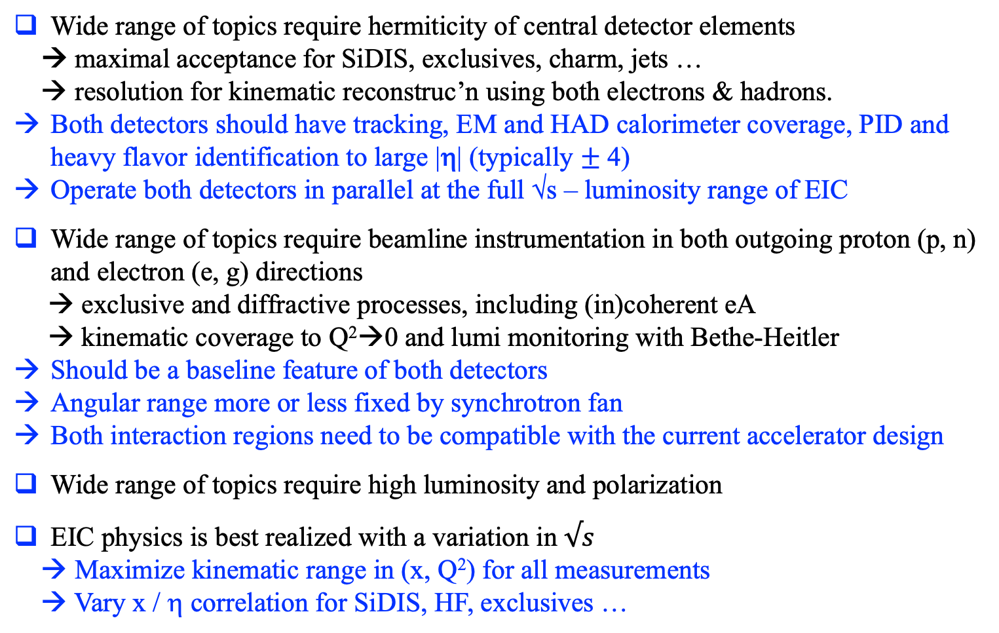 ❑ Wide range of topics require hermiticity of central detector elements
→ maximal acceptance for SiDIS, exclusives, charm, jets …
→ resolution for kinematic reconstruc’n using both electrons & hadrons.
→ Both detectors should have tracking, EM and HAD calorimeter coverage, PID and
heavy flavor identification to large |η| (typically ± 4)
→ Operate both detectors in parallel at the full √s – luminosity range of EIC
❑ Wide range of topics require beamline instrumentation in both outgoing proton (p, n)
and electron (e, g) directions
→ exclusive and diffractive processes, including (in)coherent eA
→ kinematic coverage to Q²→0 and lumi monitoring with Bethe-Heitler
→ Should be a baseline feature of both detectors
→ Angular range more or less fixed by synchrotron fan
→ Both interaction regions need to be compatible with the current accelerator design
❑ Wide range of topics require high luminosity and polarization
❑ EIC physics is best realized with a variation in √s
→ Maximize kinematic range in (x, Q²) for all measurements
→ Vary x / η correlation for SiDIS, HF, exclusives …